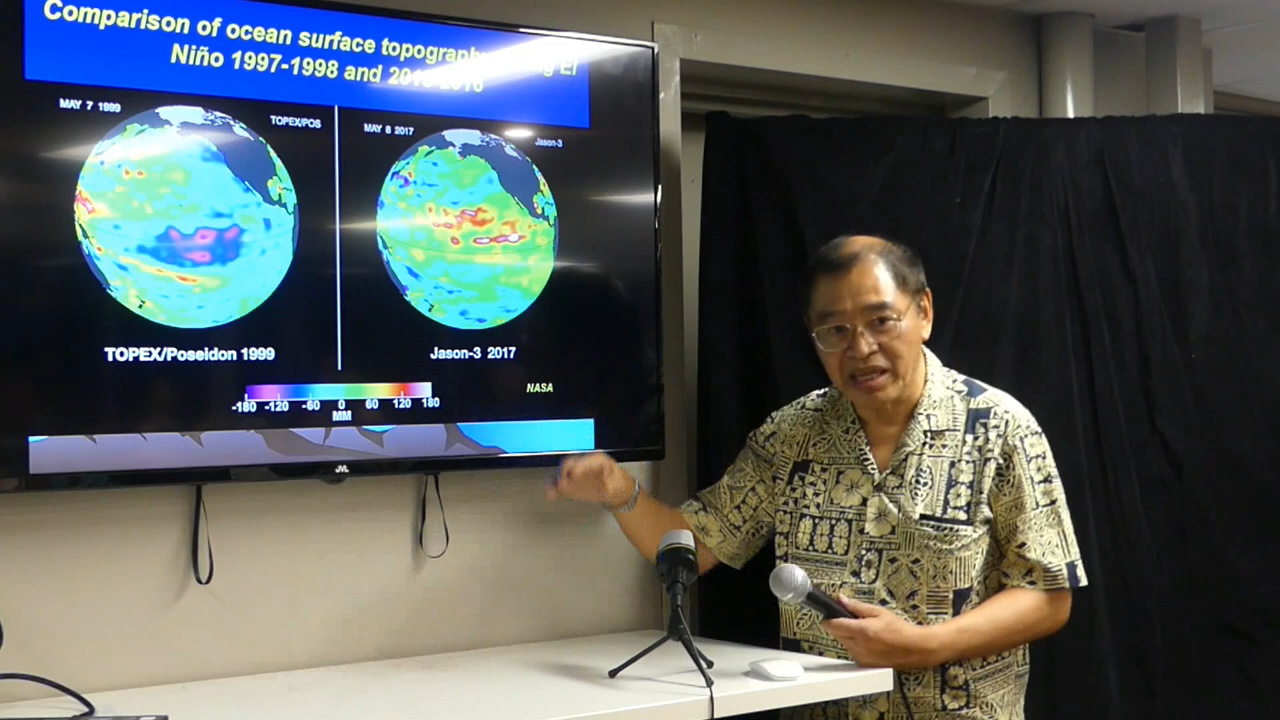 Comparison of ocean surface topography El
Niño 1997-1998 and
MAY 7 1999
TOPEX/POS
MAY 8 2017
Jason-3
TOPEX/Poseidon 1999
Jason-3 2017
NASA
-180 -120 -60 0 60 120 180
MM
JVC